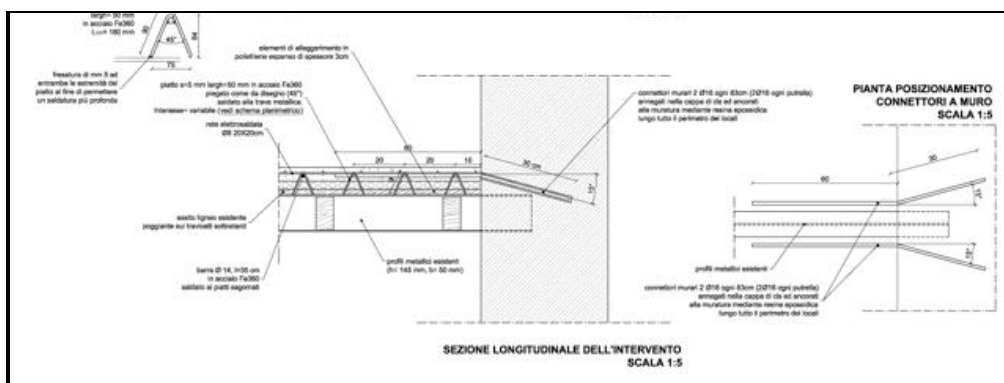 largh= 50 mm
in acciaio Fe360
L = 180 mm
90
45°
84
75
fresatura di mm 5 ad
entrambe le estremità del
piatto al fine di permettere
un saldatura più profonda
elementi di alleggerimento in
polietilene espanso di spessore 3cm
piatto s=5 mm largh=50 mm in acciaio Fe360
piegato come da disegno (45°)
saldato alla trave metallica.
Interasse= variabile (vedi schema planimetrico)
rete elettrosaldata
Ø8 20X20cm
60
20
20
10
30 cm
15°
connettori murari 2 Ø16 ogni 83cm (2Ø16 ogni putrella)
annegati nella cappa di cls ed ancorati
alla muratura mediante resina epossidica
lungo tutto il perimetro dei locali
assito ligneo esistente
poggiante sui travicelli sottostanti
barra Ø 14, l=35 cm
in acciaio Fe360
saldato ai piatti sagomati
profili metallici esistenti
(h= 145 mm, b= 50 mm)
SEZIONE LONGITUDINALE DELL'INTERVENTO
SCALA 1:5
PIANTA POSIZIONAMENTO
CONNETTORI A MURO
SCALA 1:5
60
30
15°
15°
profili metallici esistenti
connettori murari 2 Ø16 ogni 83cm (2Ø16 ogni putrella)
annegati nella cappa di cls ed ancorati
alla muratura mediante resina epossidica
lungo tutto il perimetro dei locali